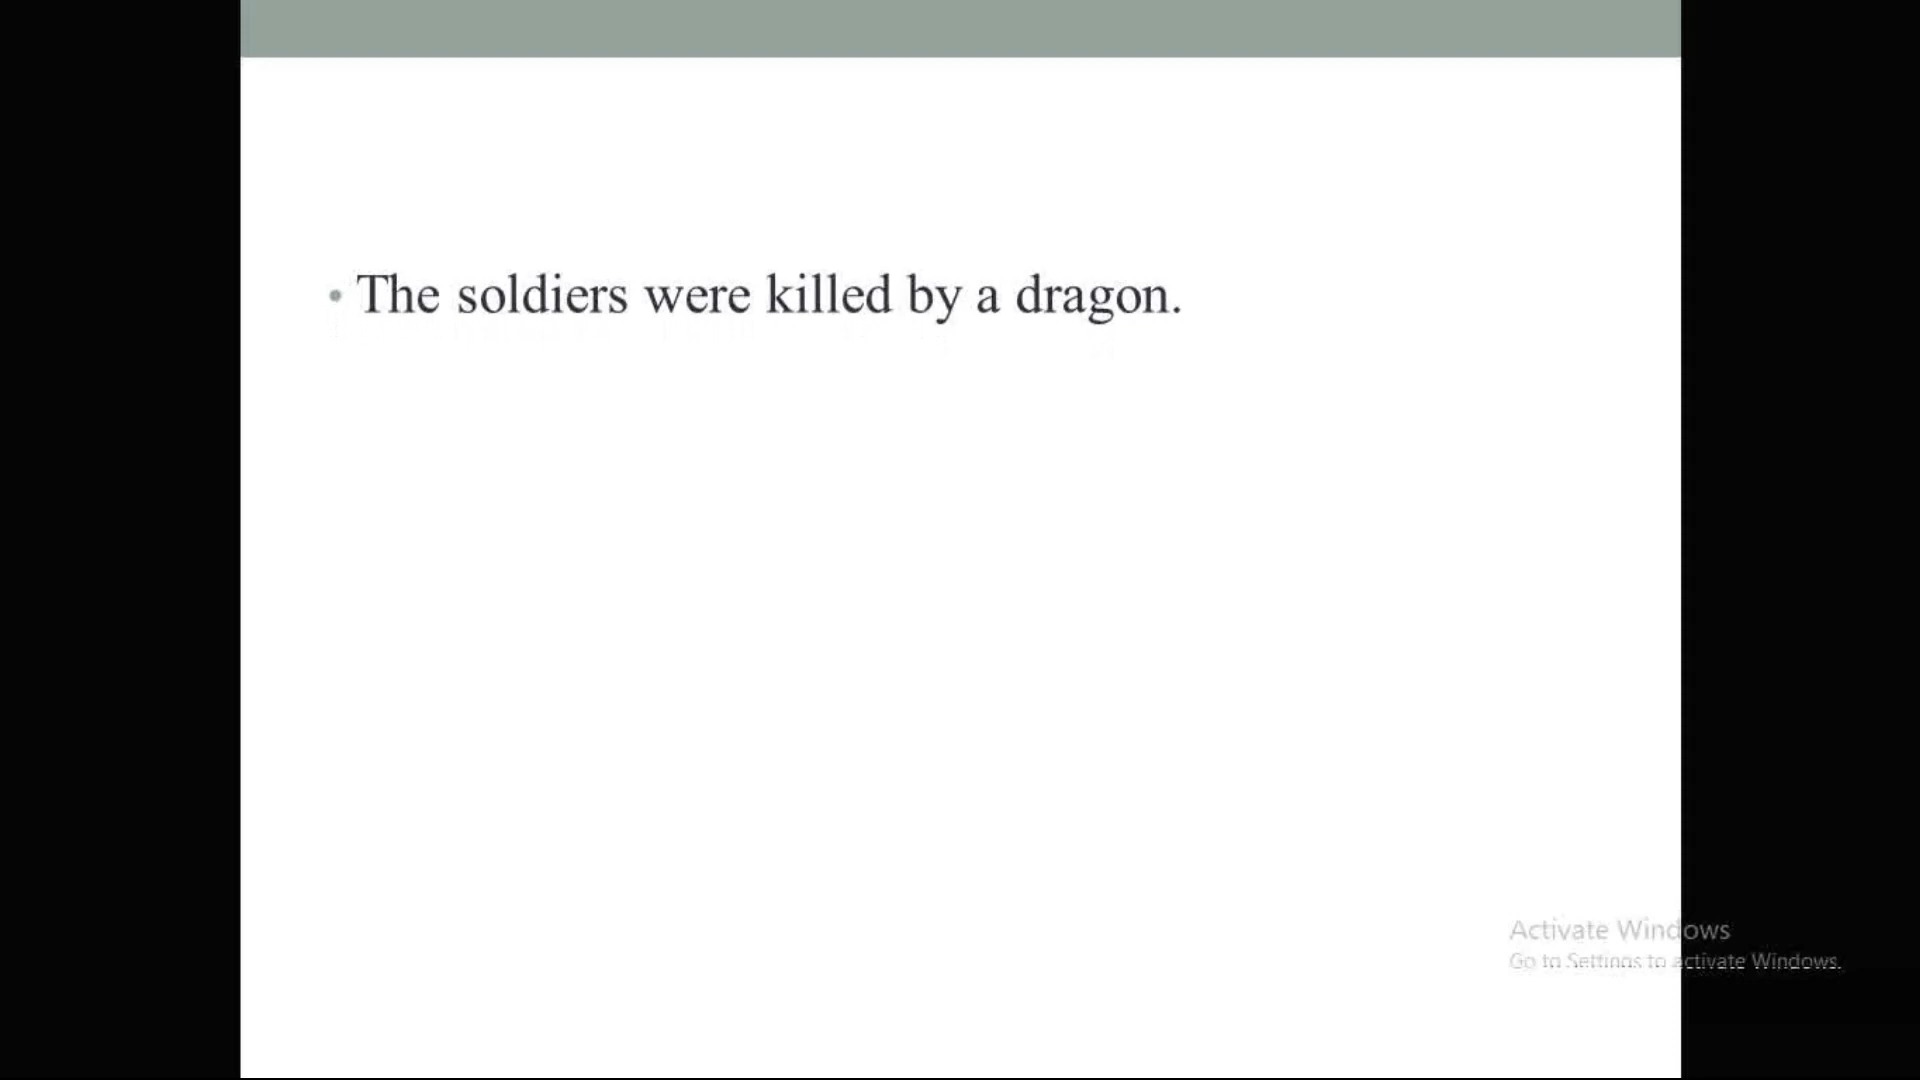 • The soldiers were killed by a dragon.
Activate Windows
Go to Settings to activate Windows.